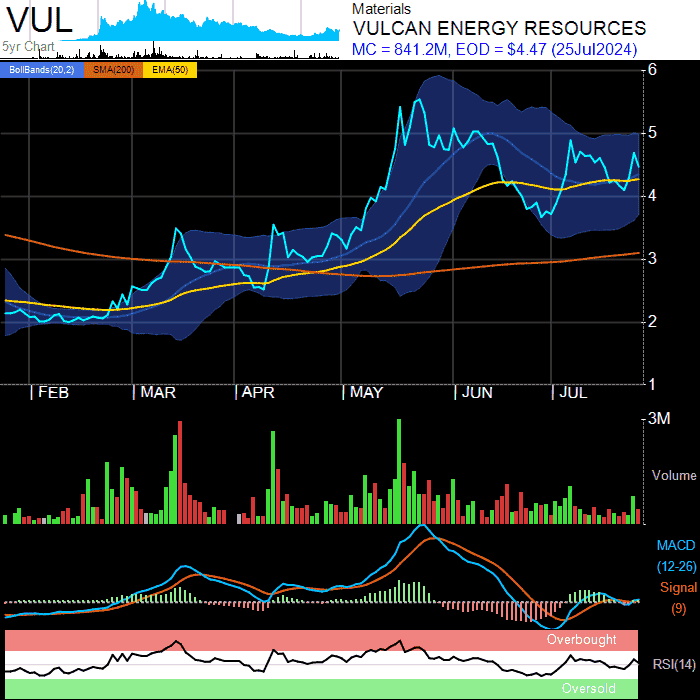 VUL
5yr Chart
Materials
VULCAN ENERGY RESOURCES
MC = 841.2M, EOD = $4.47 (25Jul2024)
BollBands(20,2) SMA(200) EMA(50)
6
5
4
3
2
1
FEB MAR APR MAY JUN JUL
3M
Volume
MACD
(12-26)
Signal
(9)
Overbought
RSI(14)
Oversold